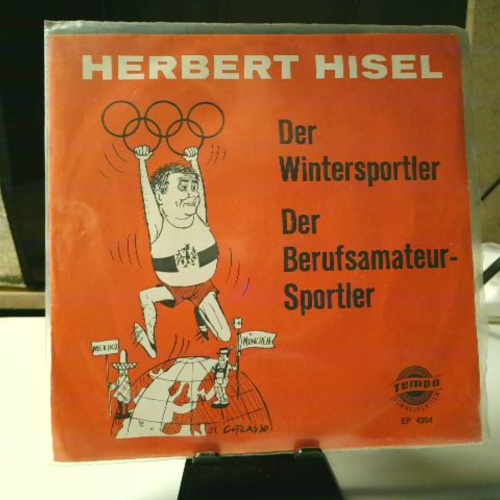 HERBERT HISEL
Der
Wintersportler
Der
Berufsamateur-
Sportler
MEXIKO
MÜNCHEN
Tempo
EP 4304